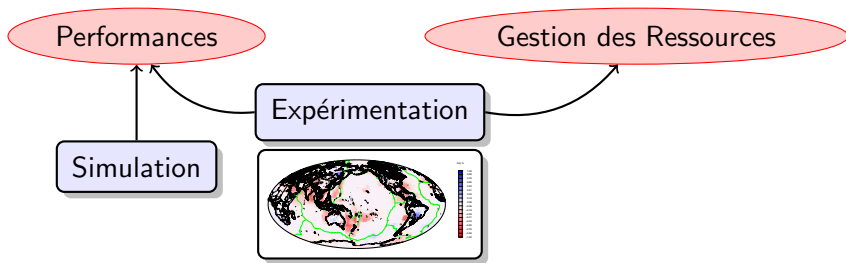 Performances
Gestion des Ressources
Expérimentation
Simulation